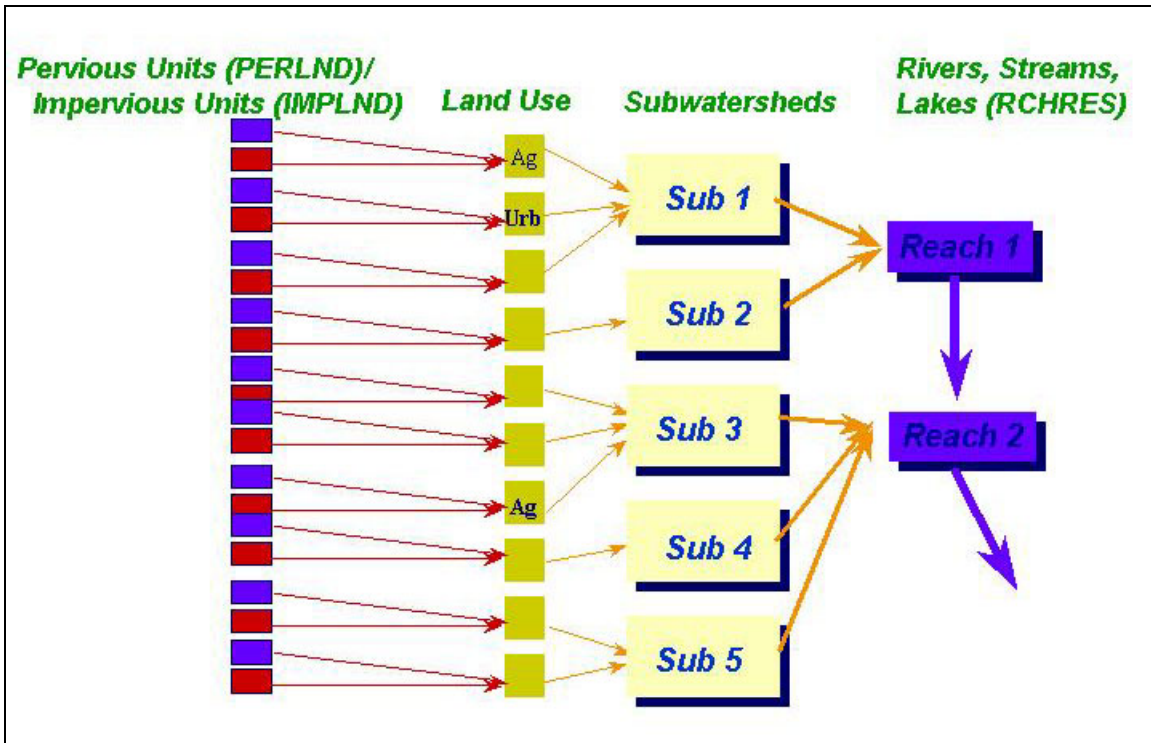 Pervious Units (PERLND)/
Impervious Units (IMPLND)
Land Use
Subwatersheds
Rivers, Streams,
Lakes (RCHRES)
Ag
Urb
Ag
Sub 1
Sub 2
Sub 3
Sub 4
Sub 5
Reach 1
Reach 2